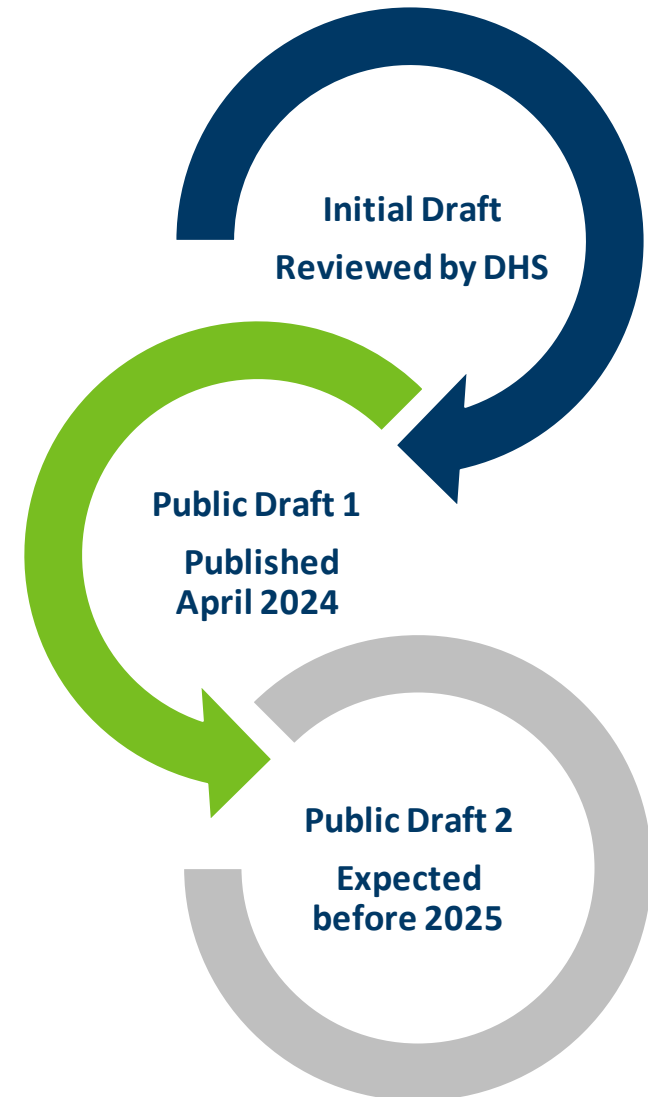 Initial Draft
Reviewed by DHS
Public Draft 1
Published
April 2024
Public Draft 2
Expected
before 2025